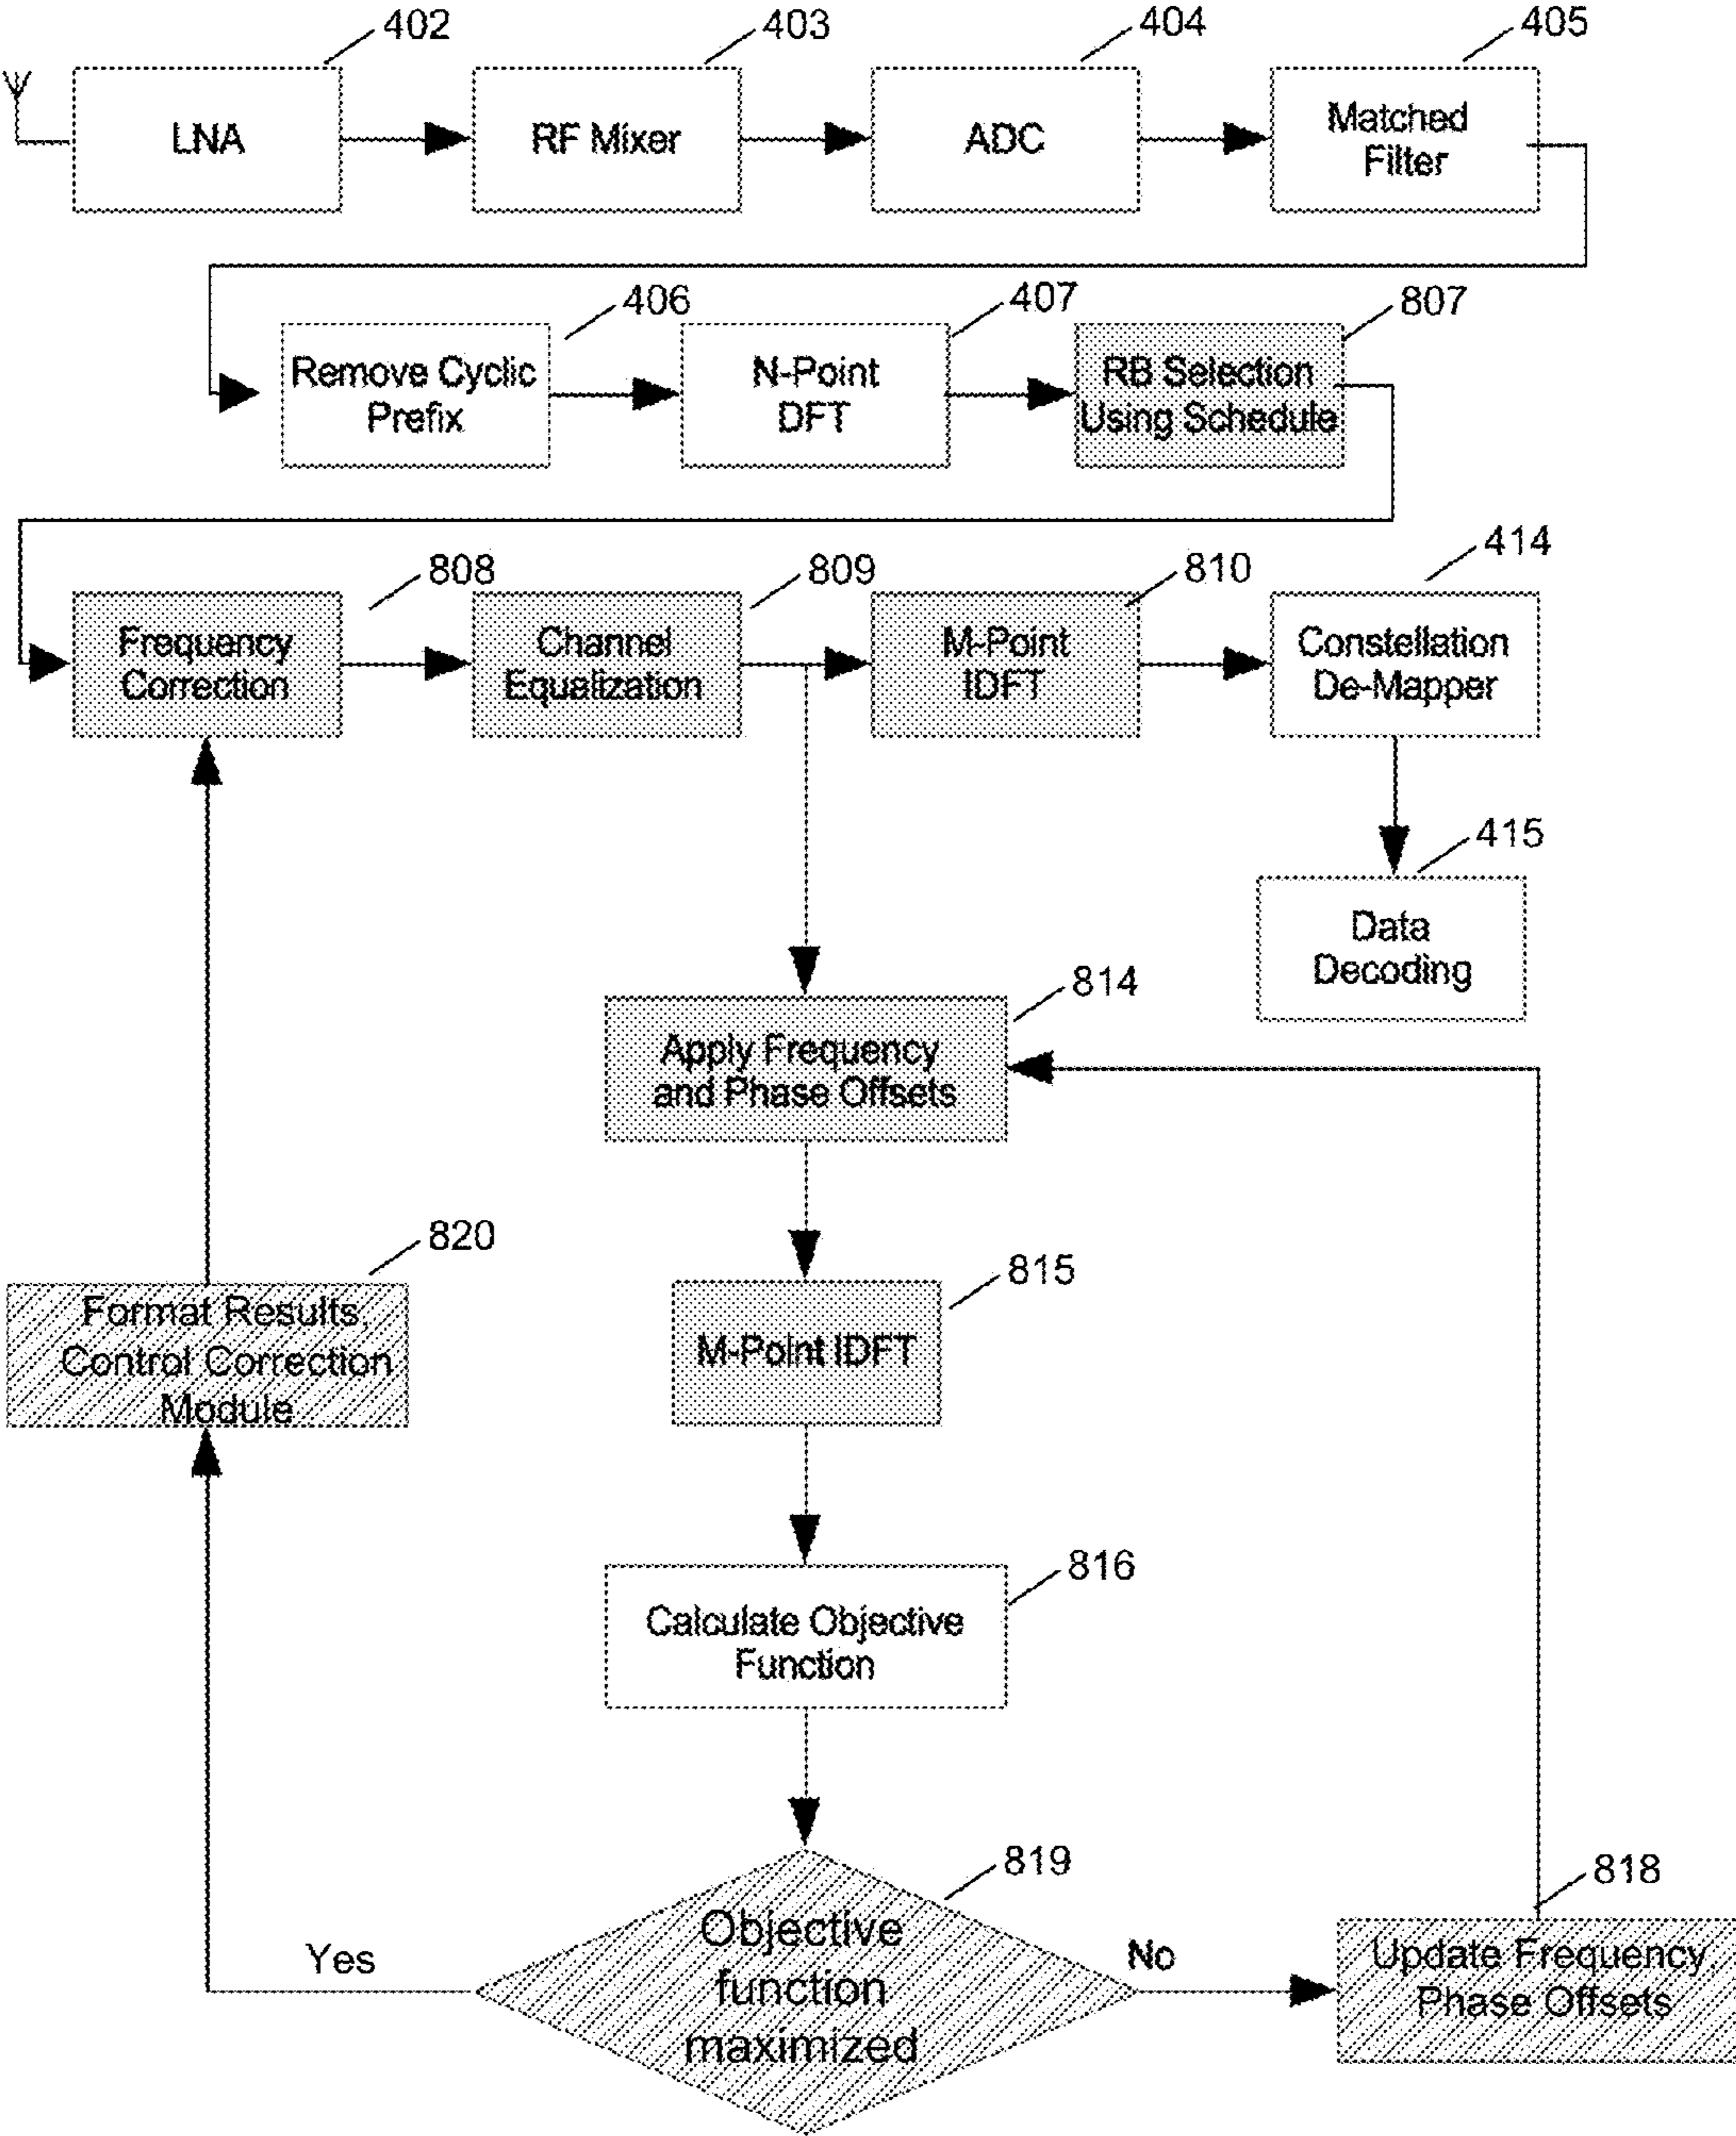 402
403
404
405
LNA
RF Mixer
ADC
Matched
Filter
406
407
807
Remove Cyclic
Prefix
N-Point
DFT
RB Selection
Using Schedule
808
809
810
414
Frequency
Correction
Channel
Equalization
M-Point
IDFT
Constellation
De-Mapper
415
Data
Decoding
814
Apply Frequency
and Phase Offsets
820
Format Results,
Control Correction
Module
815
M-Point IDFT
816
Calculate Objective
Function
819
818
Objective
function
maximized
Yes
No
Update Frequency,
Phase Offsets